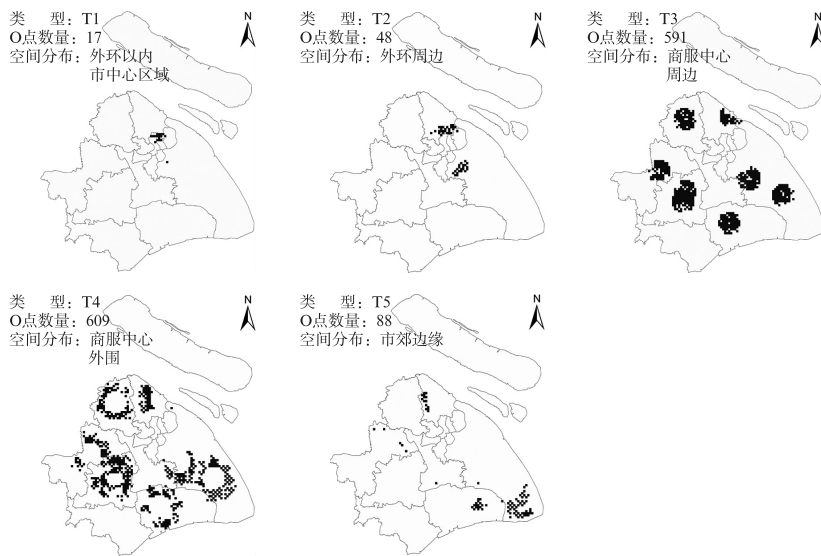 类 型：T1
O点数量：17
空间分布：外环以内
市中心区域
N
类 型：T2
O点数量：48
空间分布：外环周边
N
类 型：T3
O点数量：591
空间分布：商服中心
周边
N
类 型：T4
O点数量：609
空间分布：商服中心
外围
N
类 型：T5
O点数量：88
空间分布：市郊边缘
N